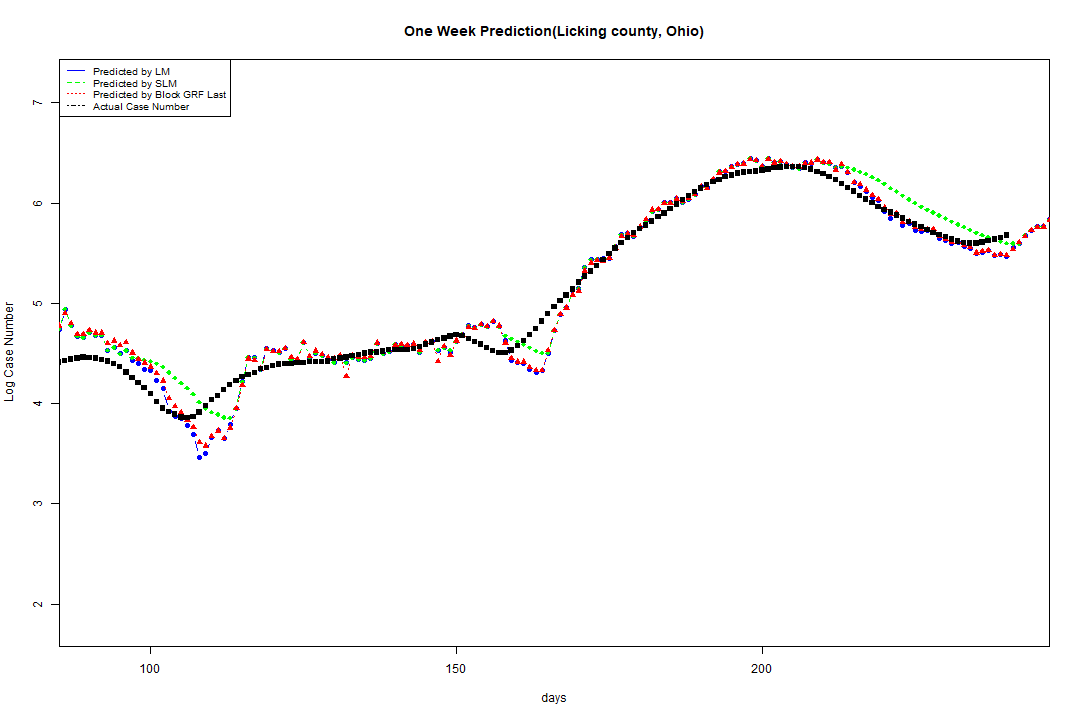 One Week Prediction(Licking county, Ohio)
Predicted by LM
Predicted by SLM
Predicted by Block GRF Last
Actual Case Number
7
6
5
4
3
2
Log Case Number
100 150 200
days